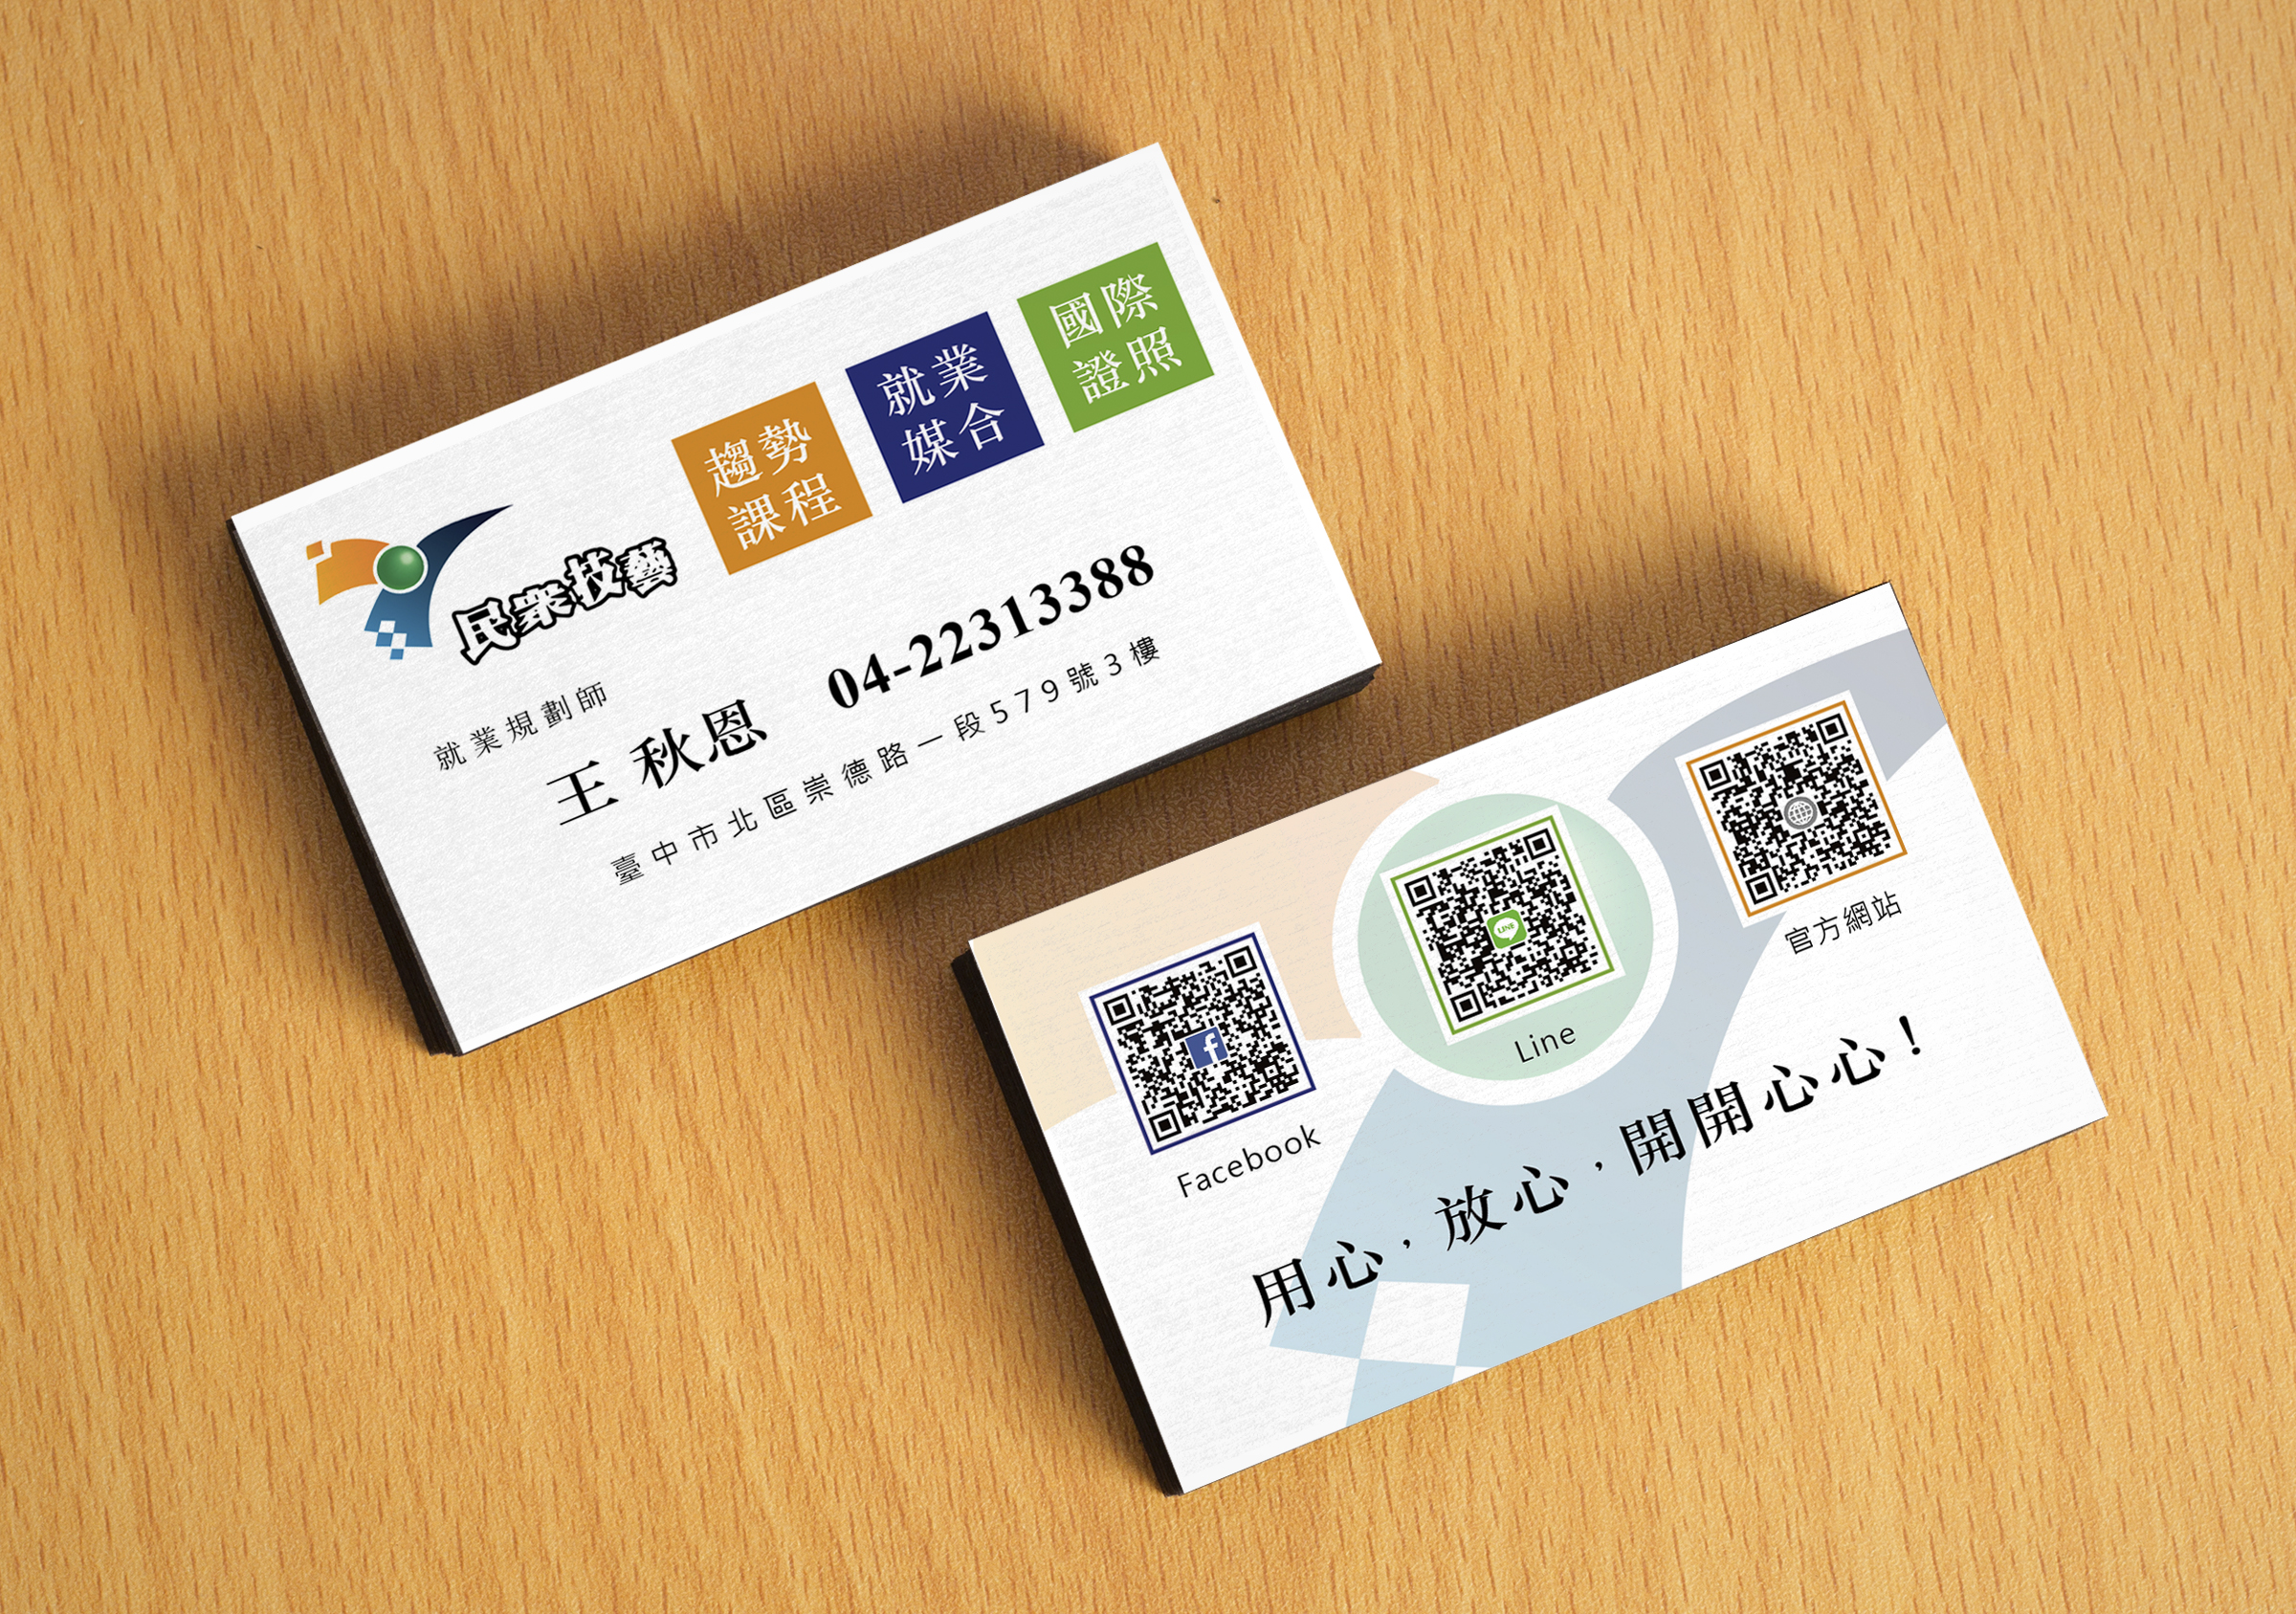 民眾技藝
趨勢
課程
就業
媒合
國際
證照
就業規劃師
王 秋恩 04-22313388
臺中市北區崇德路一段579號3樓
Facebook
LINE
Line
官方網站
用心，放心，開開心心！